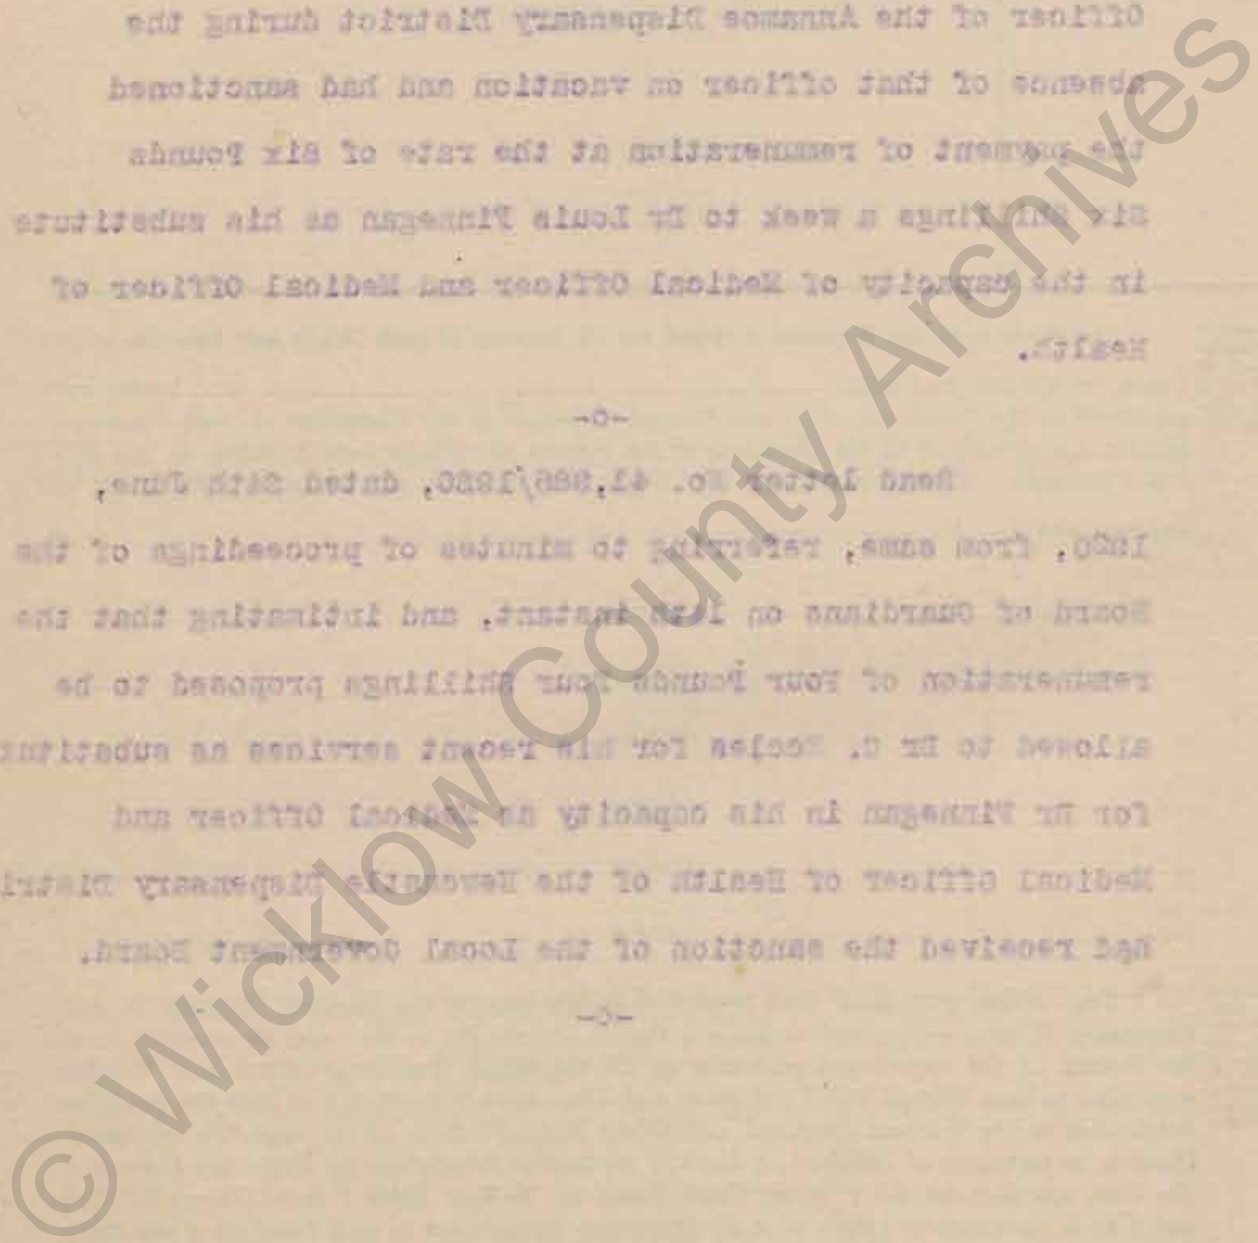 Officer of the Annamoe Dispensary District during the
absence of that officer on vacation and had sanctioned
the payment of remuneration at the rate of Six Pounds
Six Shillings a week to Dr Louis Finnegan as his substitute
in the capacity of Medical Officer and Medical Officer of
Health.
-o-
Read letter No. dated 24th June,
1920, from same, referring to minutes of proceedings of the
Board of Guardians on instant, and intimating that the
remuneration of Four Pounds Four Shillings proposed to be
allowed to Dr C. Eccles for his recent services as substitut
for Dr Finnegan in his capacity as Medical Officer and
Medical Officer of Health of the Newcastle Dispensary Distri
had received the sanction of the Local Government Board.
-o-
© Wicklow County Archives